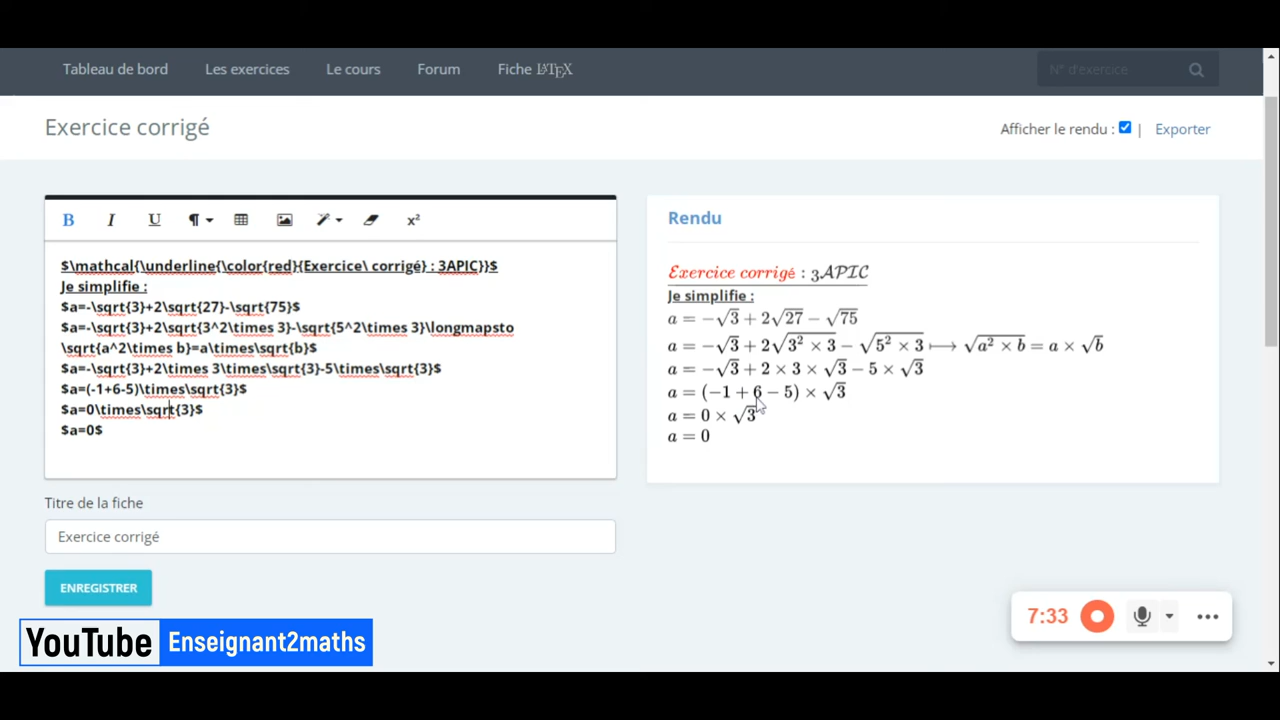 Tableau de bord Les exercices Le cours Forum Fiche LATEX N° d'exercice
Exercice corrigé
Afficher le rendu : | Exporter
B I U ¶ x²
$\mathcal{\underline{\color{red}{Exercice\ corrigé} : 3APIC}}$
Je simplifie :
$a=-\sqrt{3}+2\sqrt{27}-\sqrt{75}$
$a=-\sqrt{3}+2\sqrt{3^2\times 3}-\sqrt{5^2\times 3}\longmapsto
\sqrt{a^2\times b}=a\times\sqrt{b}$
$a=-\sqrt{3}+2\times 3\times\sqrt{3}-5\times\sqrt{3}$
$a=(-1+6-5)\times\sqrt{3}$
$a=0\times\sqrt{3}$
$a=0$
Titre de la fiche
Exercice corrigé
ENREGISTRER
Rendu
Exercice corrigé : 3APIC
Je simplifie :
a = −√3 + 2√27 − √75
a = −√3 + 2√(3² × 3) − √(5² × 3) ⟼ √(a² × b) = a × √b
a = −√3 + 2 × 3 × √3 − 5 × √3
a = (−1 + 6 − 5) × √3
a = 0 × √3
a = 0
7:33
YouTube Enseignant2maths